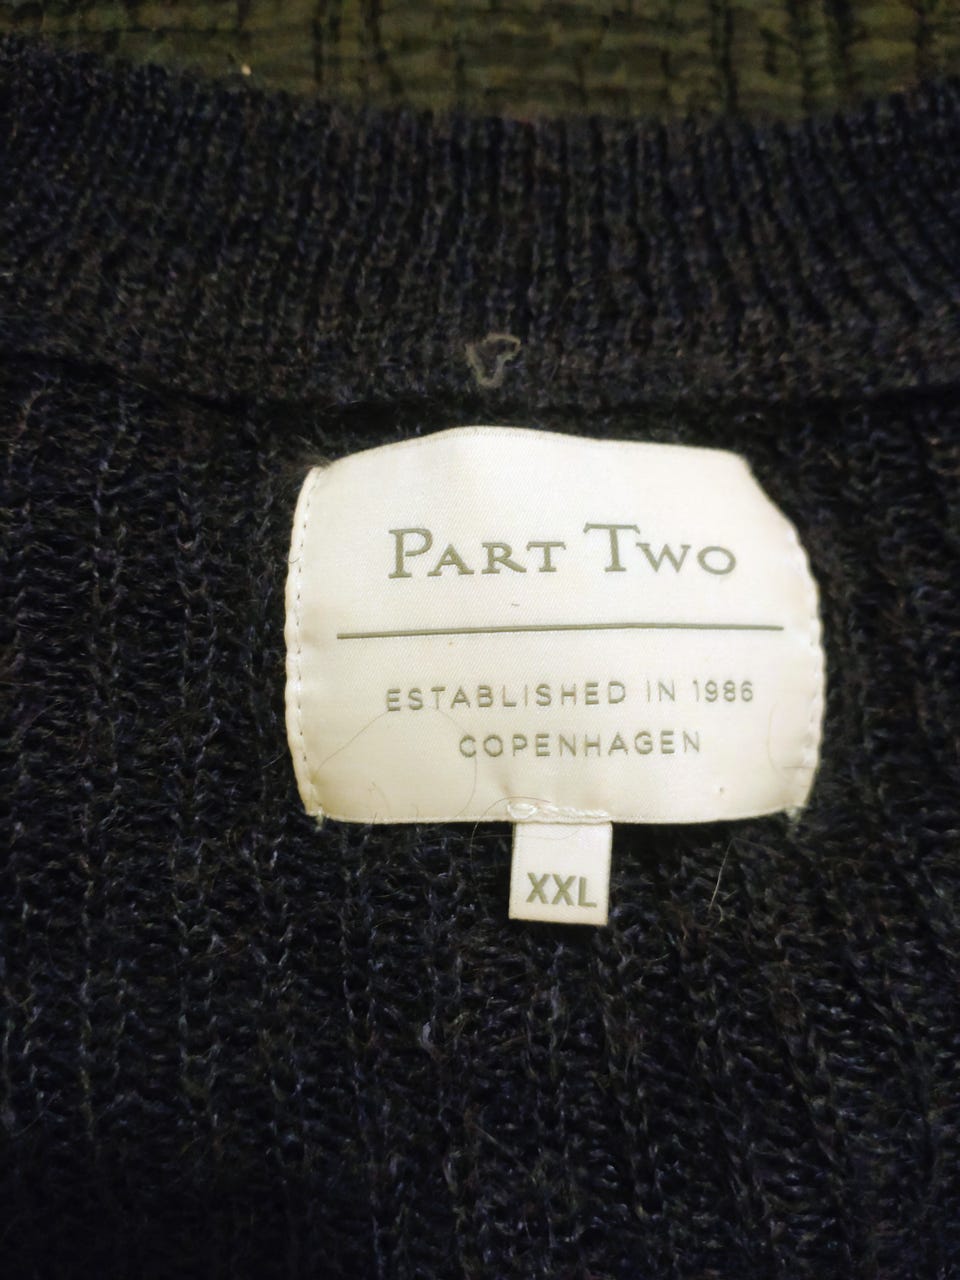 PART TWO
ESTABLISHED IN 1986
COPENHAGEN
XXL